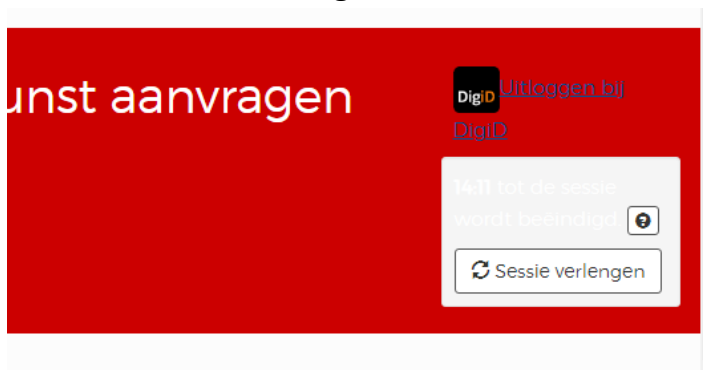 unst aanvragen
DigiD Uitloggen bij
DigiD
14:11 tot de sessie
wordt beëindigd
Sessie verlengen